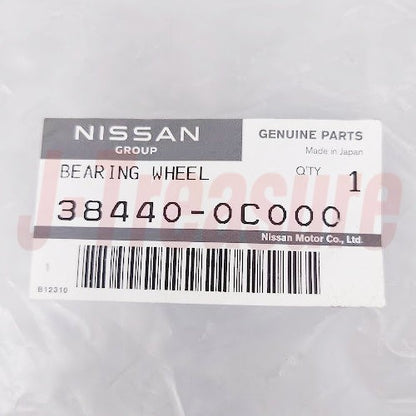 NISSAN
GROUP
GENUINE PARTS
Made in Japan
BEARING WHEEL
Q'TY 1
38440-0C000
Nissan Motor Co., Ltd.
1
B12310
J-Treasure